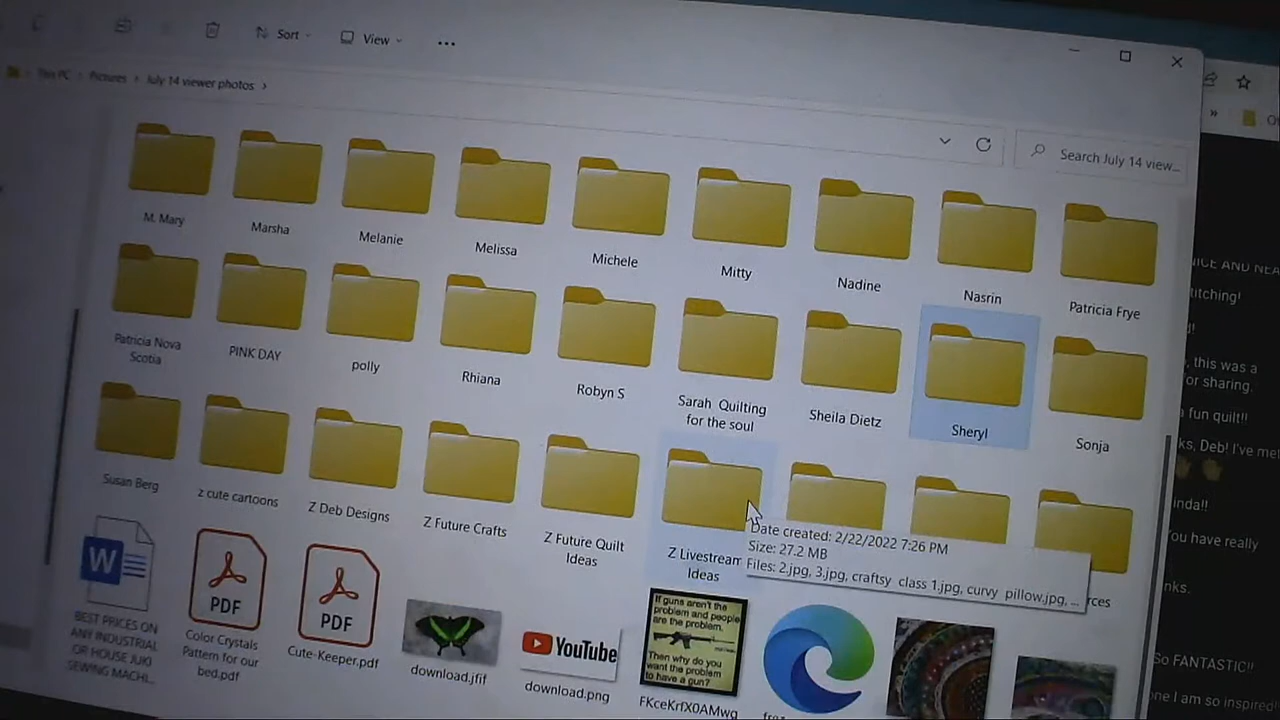 Sort
View
This PC > Pictures > July 14 viewer photos >
Search July 14 view...
M. Mary
Marsha
Melanie
Melissa
Michele
Mitty
Nadine
Nasrin
Patricia Frye
Patricia Nova
Scotia
PINK DAY
polly
Rhiana
Robyn S
Sarah Quilting
for the soul
Sheila Dietz
Sheryl
Sonja
Susan Berg
z cute cartoons
Z Deb Designs
Z Future Crafts
Z Future Quilt
Ideas
Z Livestream
Ideas
Date created: 2/22/2022 7:26 PM
Size: 27.2 MB
Files: 2.jpg, 3.jpg, craftsy class 1.jpg, curvy pillow.jpg, ...
rces
W
BEST PRICES ON
ANY INDUSTRIAL
OR HOUSE JUKI
SEWING MACHI...
PDF
Color Crystals
Pattern for our
bed.pdf
PDF
Cute-Keeper.pdf
download.jfif
YouTube
download.png
If guns aren't the
problem and people
are the problem.
Then why do you
want the problem
to have a gun?
FKceKrfX0AMwg
NICE AND NEA
titching!
, this was a
or sharing.
a fun quilt!!
ks, Deb! I've me
inda!!
You have really
nks.
So FANTASTIC!!
one I am so inspired!